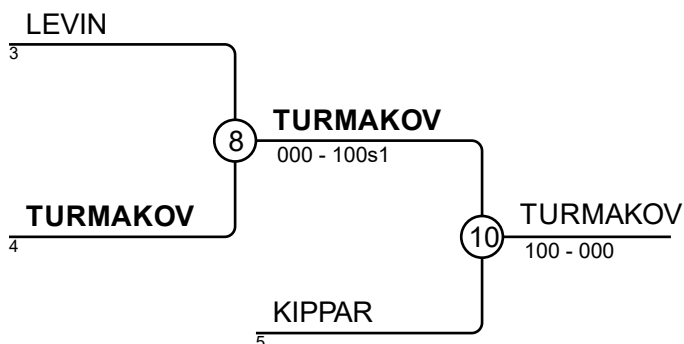 LEVIN
3
8
TURMAKOV
000 - 100s1
TURMAKOV
4
10
TURMAKOV
100 - 000
KIPPAR
5